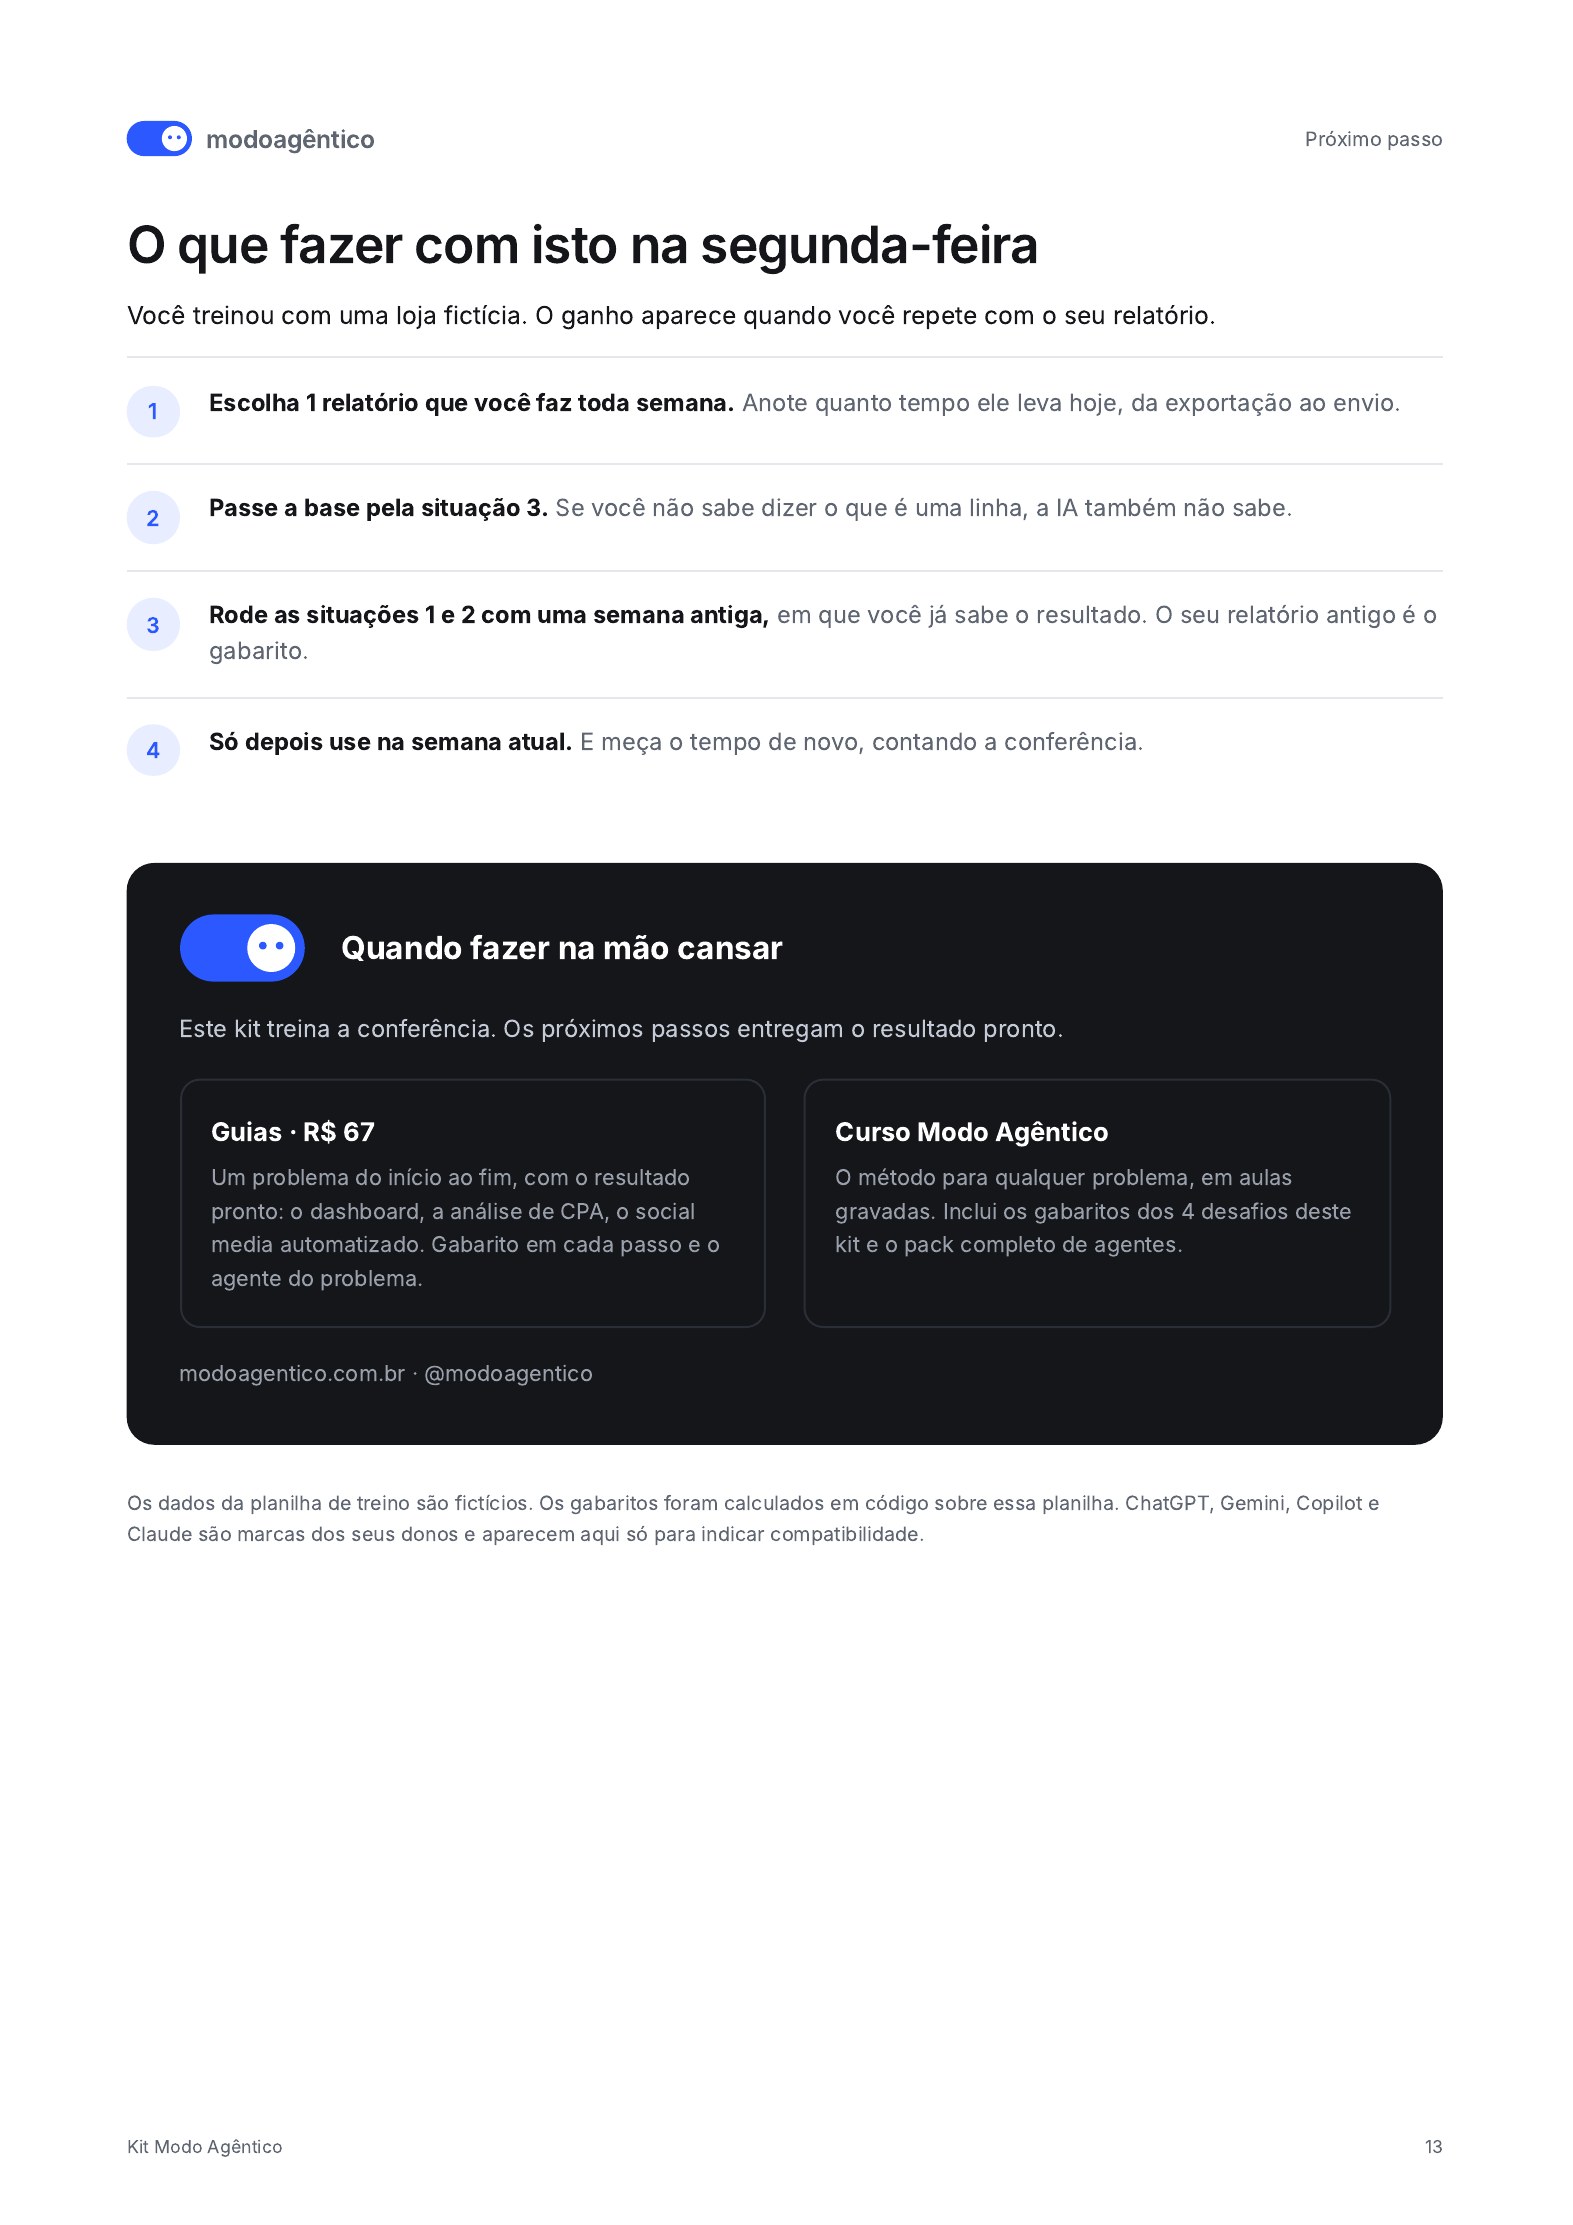 modoagêntico
Próximo passo
O que fazer com isto na segunda-feira
Você treinou com uma loja fictícia. O ganho aparece quando você repete com o seu relatório.
1
Escolha 1 relatório que você faz toda semana. Anote quanto tempo ele leva hoje, da exportação ao envio.
2
Passe a base pela situação 3. Se você não sabe dizer o que é uma linha, a IA também não sabe.
3
Rode as situações 1 e 2 com uma semana antiga, em que você já sabe o resultado. O seu relatório antigo é o
gabarito.
4
Só depois use na semana atual. E meça o tempo de novo, contando a conferência.
Quando fazer na mão cansar
Este kit treina a conferência. Os próximos passos entregam o resultado pronto.
Guias · R$ 67
Um problema do início ao fim, com o resultado
pronto: o dashboard, a análise de CPA, o social
media automatizado. Gabarito em cada passo e o
agente do problema.
Curso Modo Agêntico
O método para qualquer problema, em aulas
gravadas. Inclui os gabaritos dos 4 desafios deste
kit e o pack completo de agentes.
modoagentico.com.br · @modoagentico
Os dados da planilha de treino são fictícios. Os gabaritos foram calculados em código sobre essa planilha. ChatGPT, Gemini, Copilot e
Claude são marcas dos seus donos e aparecem aqui só para indicar compatibilidade.
Kit Modo Agêntico
13